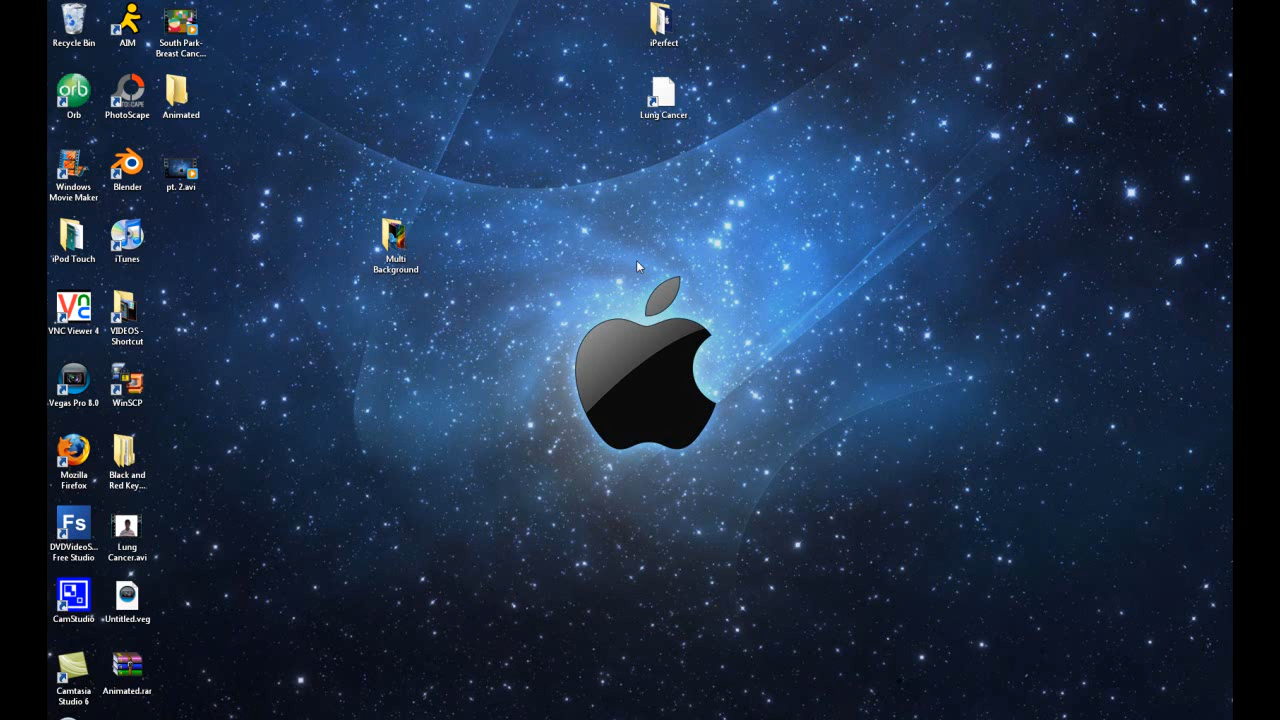 Recycle Bin
AIM
South Park-
Breast Canc...
iPerfect
orb
Orb
PhotoScape
Animated
Lung Cancer
Windows
Movie Maker
Blender
pt. 2.avi
iPod Touch
iTunes
Multi
Background
VNC Viewer 4
VIDEOS -
Shortcut
Vegas Pro 8.0
WinSCP
Mozilla
Firefox
Black and
Red Key...
Fs
DVDVideoS...
Free Studio
Lung
Cancer.avi
CamStudio
Untitled.veg
Camtasia
Studio 6
Animated.rar